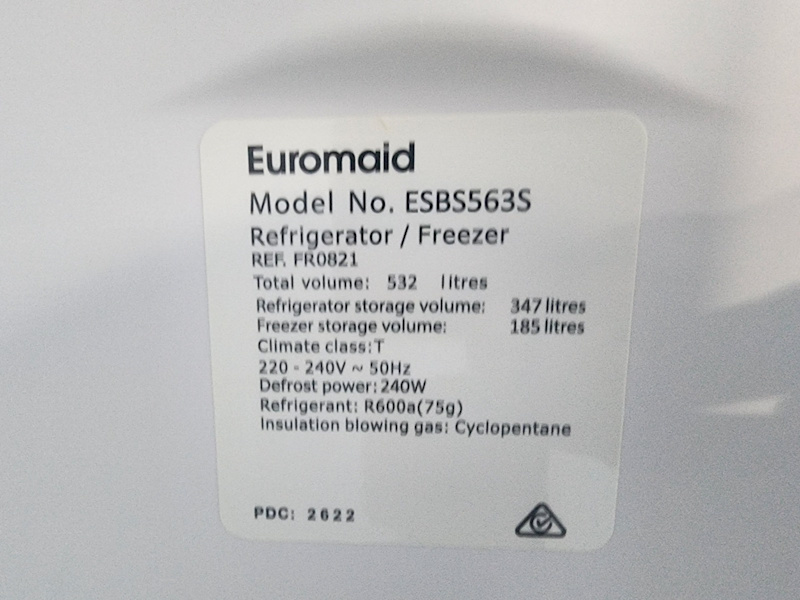 Euromaid
Model No. ESBS563S
Refrigerator / Freezer
REF. FR0821
Total volume: 532 litres
Refrigerator storage volume: 347 litres
Freezer storage volume: 185 litres
Climate class:T
220 - 240V ~ 50Hz
Defrost power: 240W
Refrigerant: R600a(75g)
Insulation blowing gas: Cyclopentane
PDC: 2622